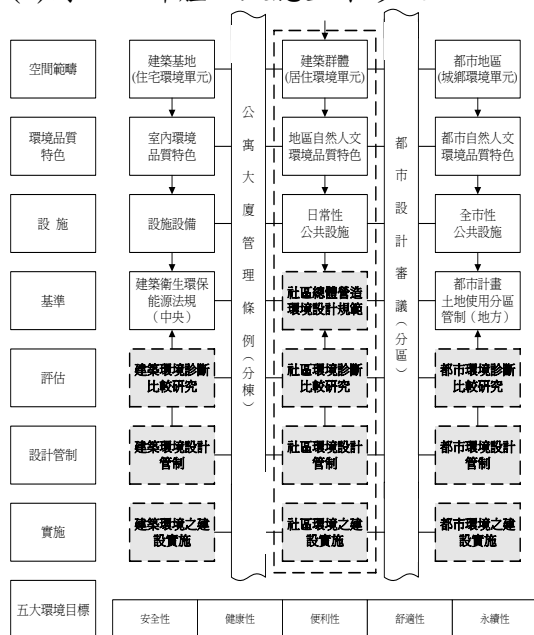 空間範疇
建築基地
(住宅環境單元)
建築群體
(居住環境單元)
都市地區
(城鄉環境單元)
環境品質
特色
室內環境
品質特色
地區自然人文
環境品質特色
都市自然人文
環境品質特色
設 施
設施設備
日常性
公共設施
全市性
公共設施
基準
建築衛生環保
能源法規
(中央)
社區總體營造
環境設計規範
都市計畫
土地使用分區
管制(地方)
評估
建築環境診斷
比較研究
社區環境診斷
比較研究
都市環境診斷
比較研究
設計管制
建築環境設計
管制
社區環境設計
管制
都市環境設計
管制
實施
建築環境之建
設實施
社區環境之建
設實施
都市環境之建
設實施
公寓大廈管理條例(分棟)
都市設計審議(分區)
五大環境目標
安全性
健康性
便利性
舒適性
永續性